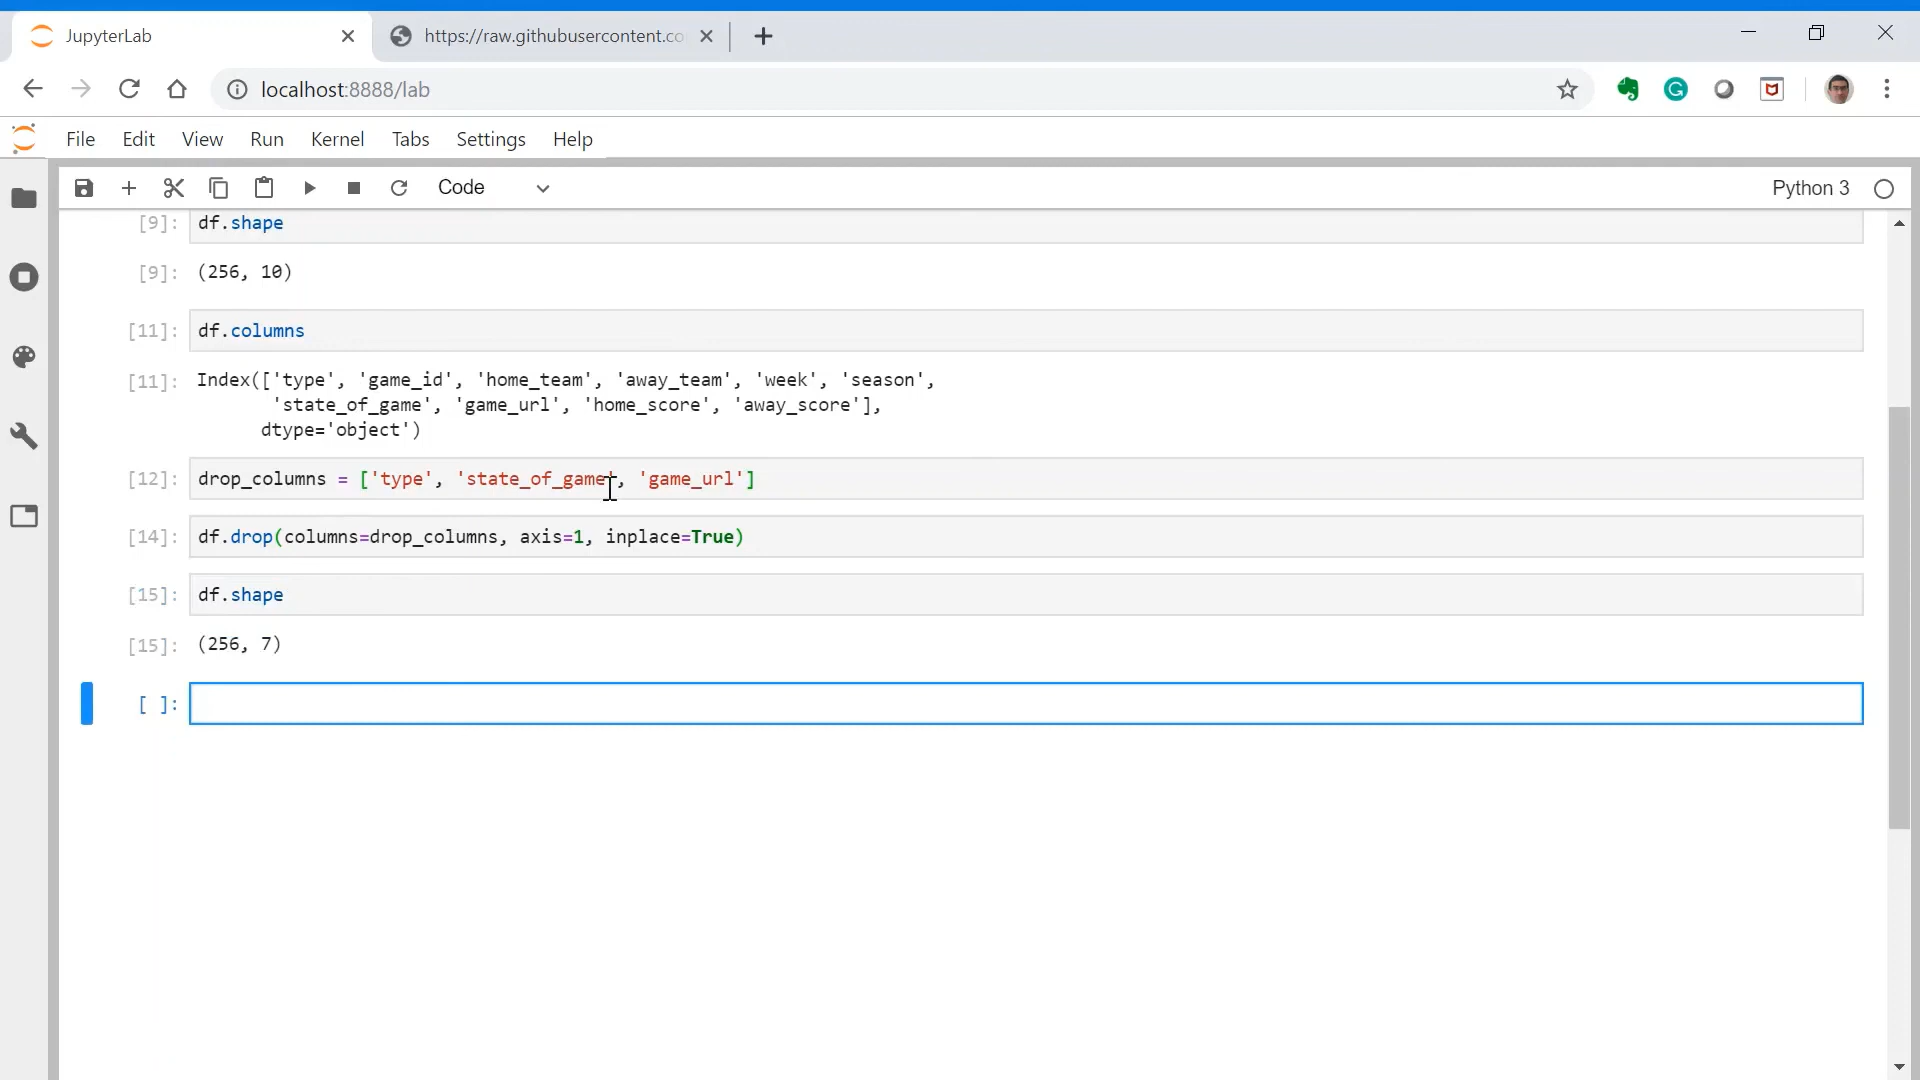 JupyterLab
https://raw.githubusercontent.co
localhost:8888/lab
File Edit View Run Kernel Tabs Settings Help
Code
Python 3
[9]: df.shape
[9]: (256, 10)
[11]: df.columns
[11]: Index(['type', 'game_id', 'home_team', 'away_team', 'week', 'season',
'state_of_game', 'game_url', 'home_score', 'away_score'],
dtype='object')
[12]: drop_columns = ['type', 'state_of_game', 'game_url']
[14]: df.drop(columns=drop_columns, axis=1, inplace=True)
[15]: df.shape
[15]: (256, 7)
[ ]: